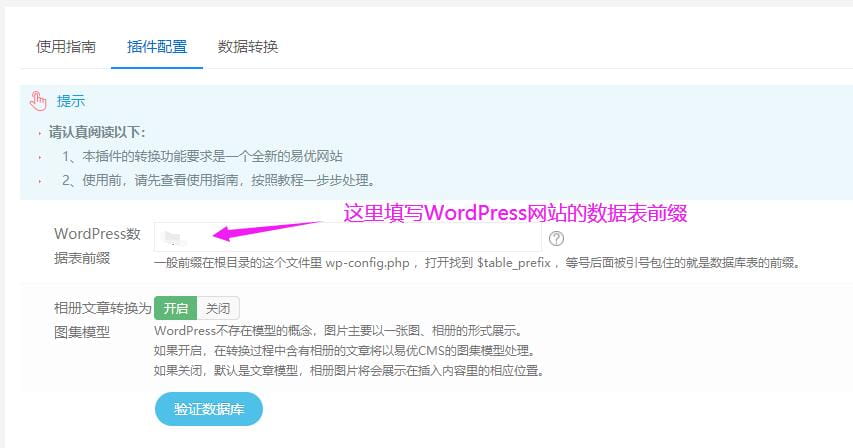 使用指南 插件配置 数据转换
提示
请认真阅读以下：
1、本插件的转换功能要求是一个全新的易优网站
2、使用前，请先查看使用指南，按照教程一步步处理。
这里填写WordPress网站的数据表前缀
WordPress数
据表前缀
一般前缀在根目录的这个文件里 wp-config.php ，打开找到 $table_prefix ，等号后面被引号包住的就是数据库表的前缀。
相册文章转换为 开启 关闭
图集模型
WordPress不存在模型的概念，图片主要以一张图、相册的形式展示。
如果开启，在转换过程中含有相册的文章将以易优CMS的图集模型处理。
如果关闭，默认是文章模型，相册图片将会展示在插入内容里的相应位置。
验证数据库